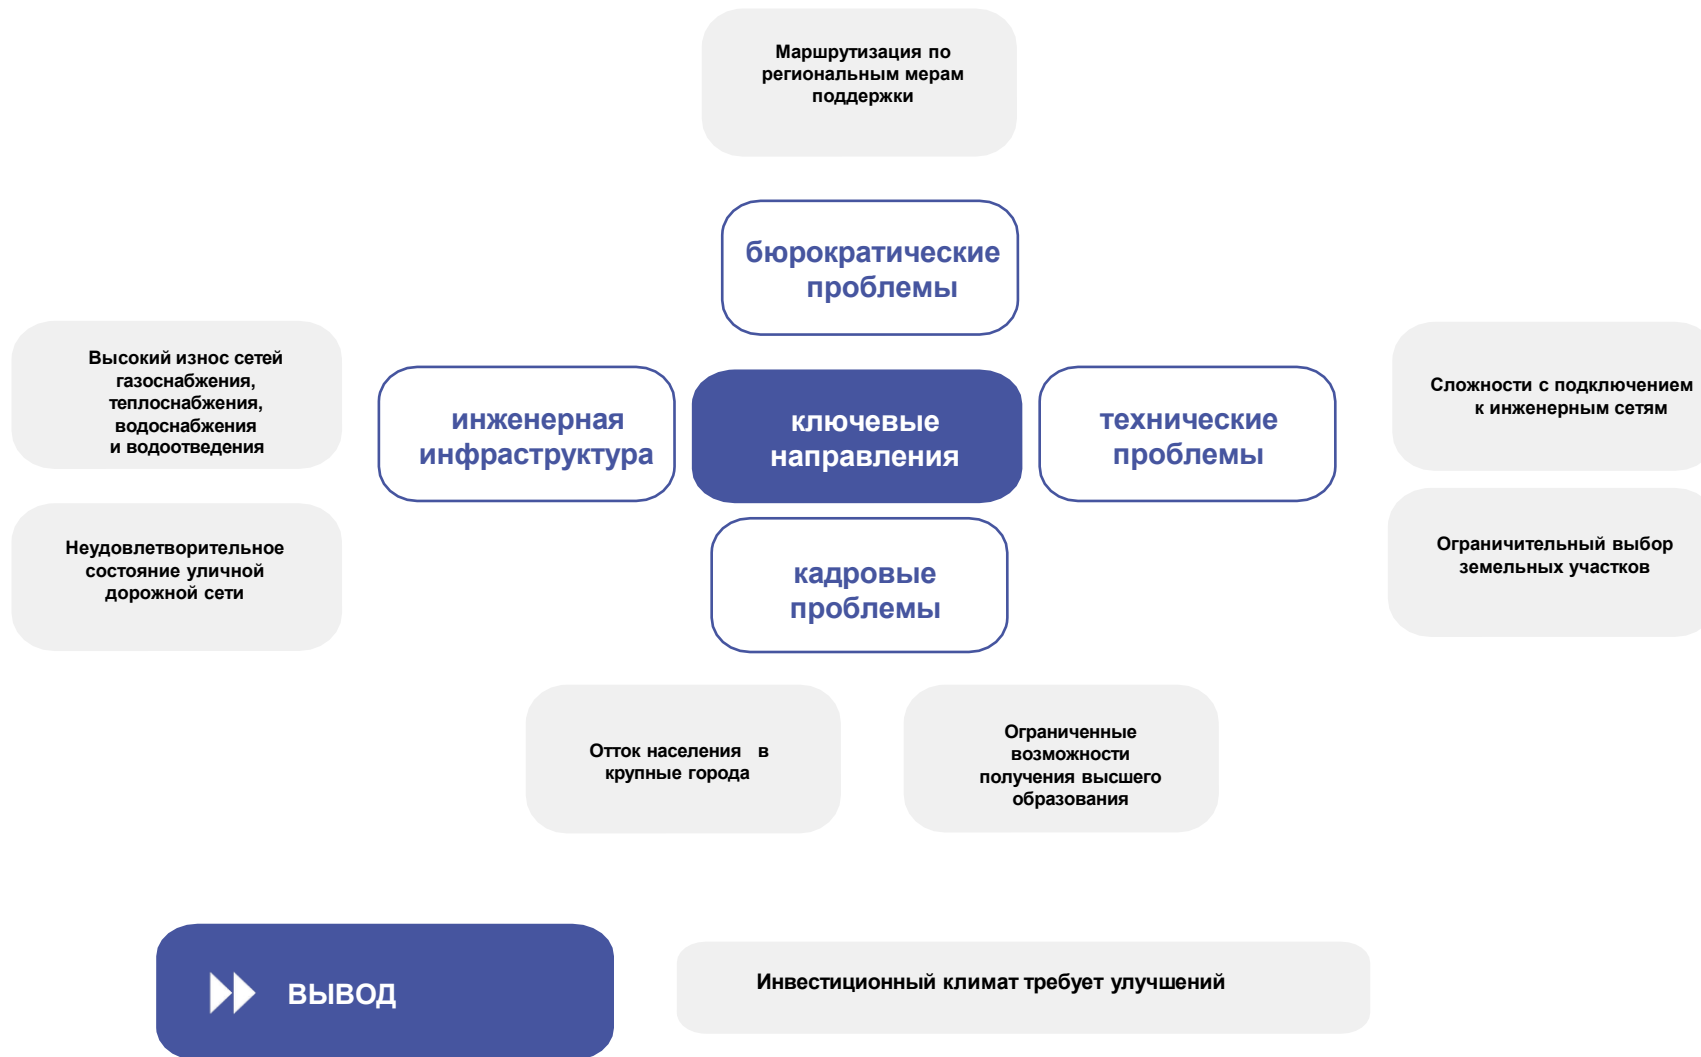 Маршрутизация по
региональным мерам
поддержки
бюрократические
проблемы
Высокий износ сетей
газоснабжения,
теплоснабжения,
водоснабжения
и водоотведения
Неудовлетворительное
состояние уличной
дорожной сети
инженерная
инфраструктура
ключевые
направления
технические
проблемы
Сложности с подключением
к инженерным сетям
Ограничительный выбор
земельных участков
кадровые
проблемы
Отток населения в
крупные города
Ограниченные
возможности
получения высшего
образования
ВЫВОД
Инвестиционный климат требует улучшений